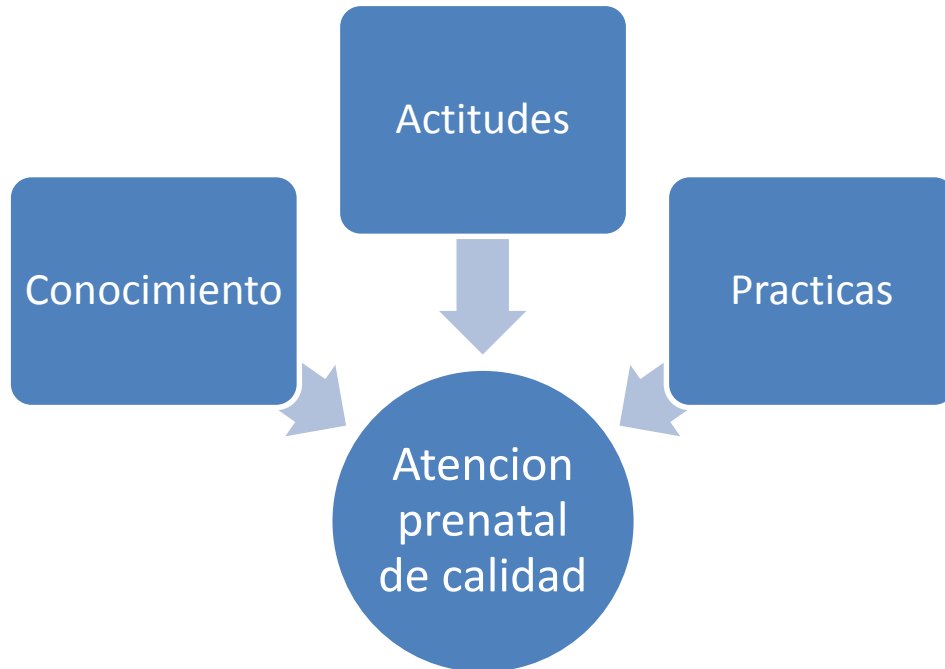 Actitudes
Conocimiento
Practicas
Atencion
prenatal
de calidad